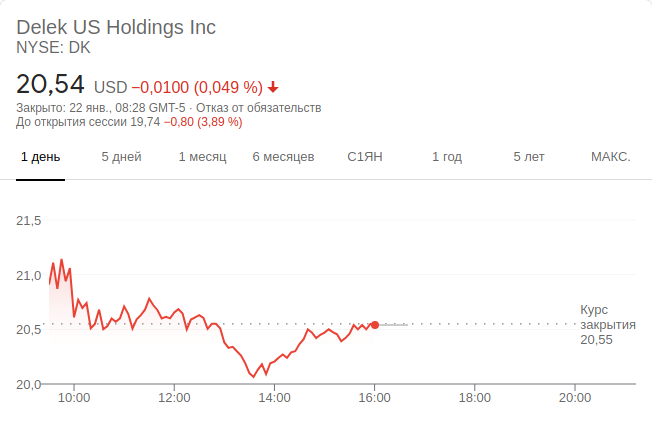 Delek US Holdings Inc
NYSE: DK
20,54 USD −0,0100 (0,049 %)
Закрыто: 22 янв., 08:28 GMT-5 · Отказ от обязательств
До открытия сессии 19,74 −0,80 (3,89 %)
1 день 5 дней 1 месяц 6 месяцев С1ЯН 1 год 5 лет МАКС.
21,5
21,0
20,5
20,0
Курс
закрытия
20,55
10:00 12:00 14:00 16:00 18:00 20:00